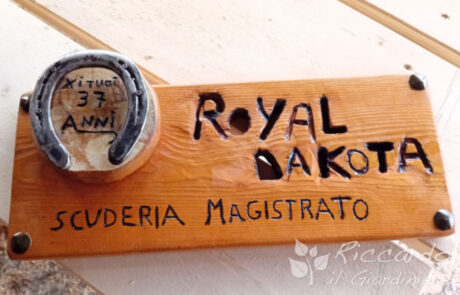 XI TUOI
37
ANNI
ROYAL
DAKOTA
SCUDERIA MAGISTRATO
Riccardo
il Giardiniere